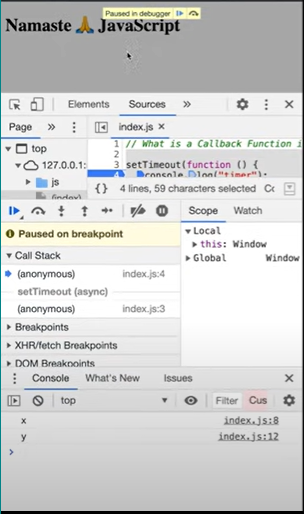 Paused in debugger
Namaste 🙏 JavaScript
Elements Sources »
Page » index.js ×
top
127.0.0.1:
js
(index)
1 // What is a Callback Function i
2
3 setTimeout(function () {
4 console.log("timer");
{} 4 lines, 59 characters selected Co
Paused on breakpoint
Call Stack
(anonymous) index.js:4
setTimeout (async)
(anonymous) index.js:3
Breakpoints
XHR/fetch Breakpoints
DOM Breakpoints
Scope Watch
Local
this: Window
Global Window
Console What's New Issues
top Filter Cus
x index.js:8
y index.js:12
>